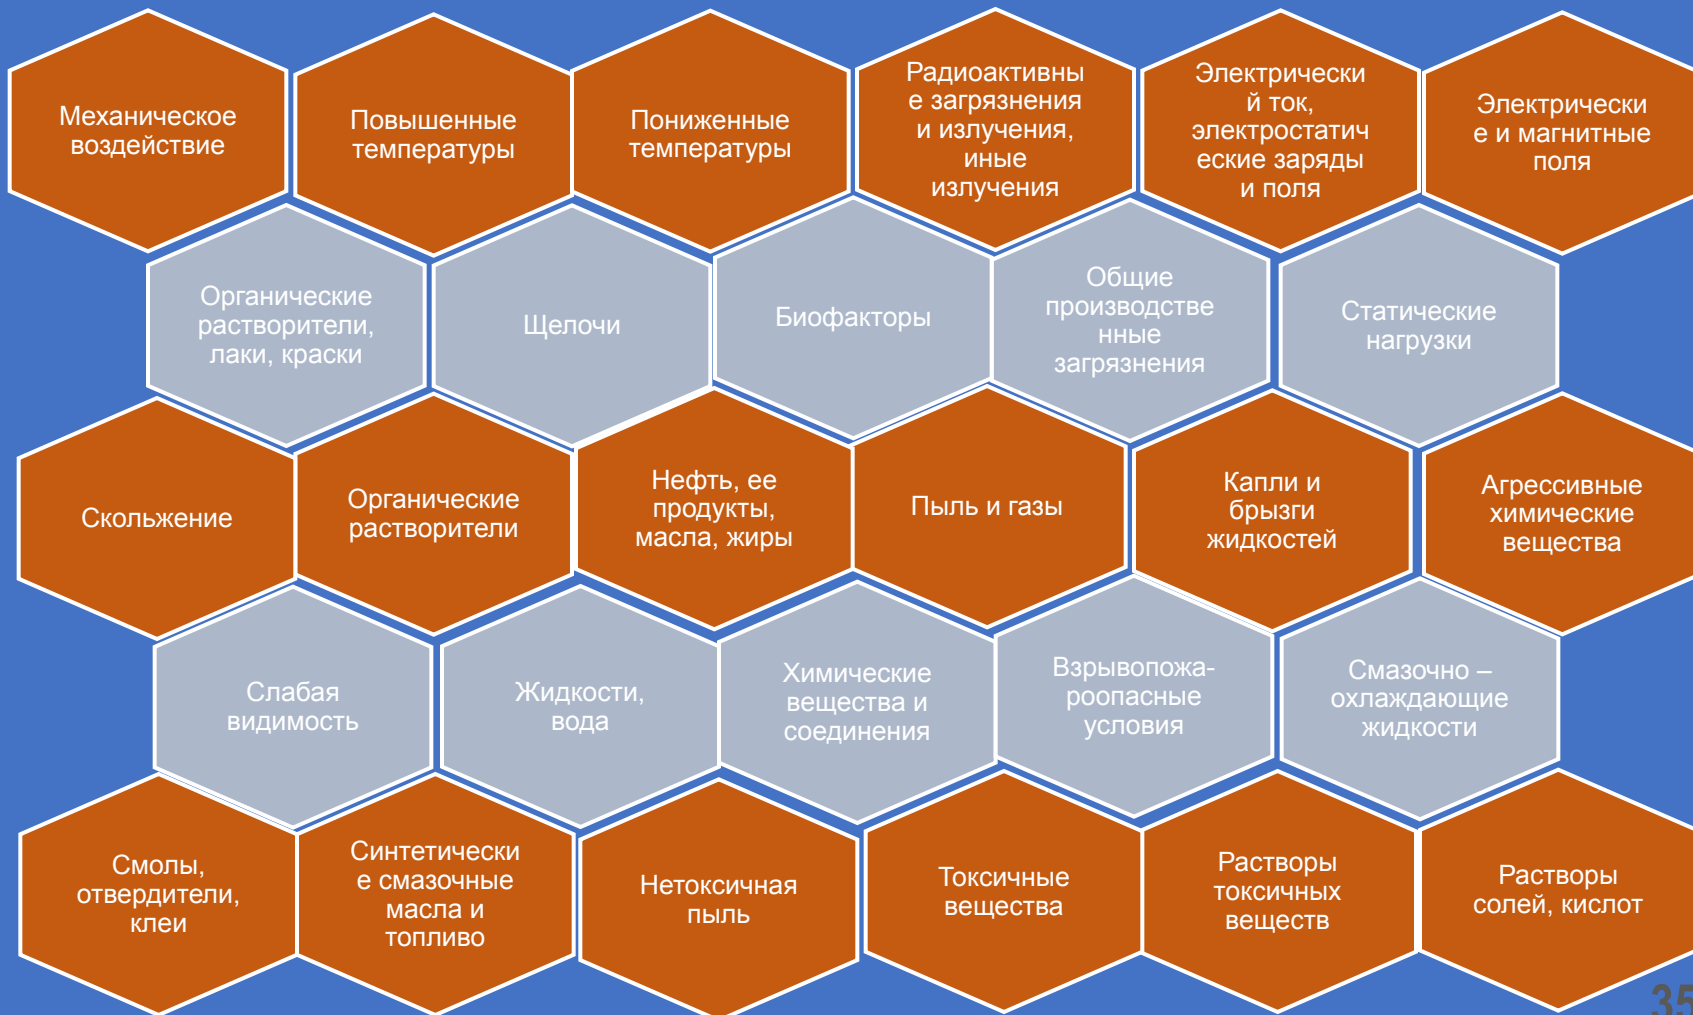 Механическое
воздействие
Повышенные
температуры
Пониженные
температуры
Радиоактивны
е загрязнения
и излучения,
иные
излучения
Электрически
й ток,
электростатич
еские заряды
и поля
Электрически
е и магнитные
поля
Органические
растворители,
лаки, краски
Щелочи
Биофакторы
Общие
производстве
нные
загрязнения
Статические
нагрузки
Скольжение
Органические
растворители
Нефть, ее
продукты,
масла, жиры
Пыль и газы
Капли и
брызги
жидкостей
Агрессивные
химические
вещества
Слабая
видимость
Жидкости,
вода
Химические
вещества и
соединения
Взрывопожа-
роопасные
условия
Смазочно –
охлаждающие
жидкости
Смолы,
отвердители,
клеи
Синтетически
е смазочные
масла и
топливо
Нетоксичная
пыль
Токсичные
вещества
Растворы
токсичных
веществ
Растворы
солей, кислот
35